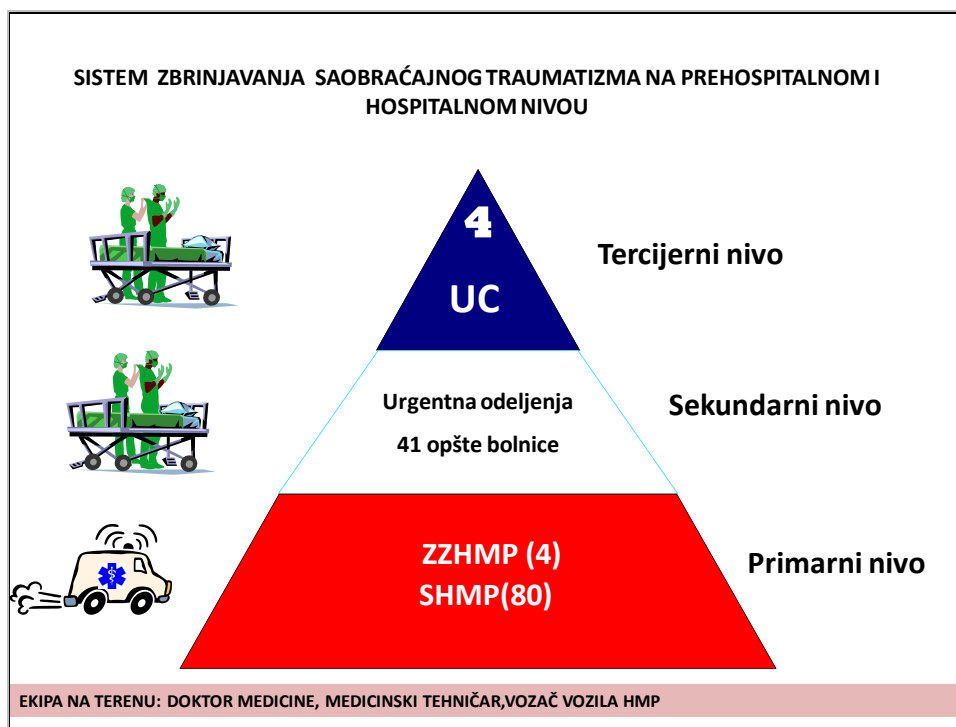 SISTEM ZBRINJAVANJA SAOBRAĆAJNOG TRAUMATIZMA NA PREHOSPITALNOM I
HOSPITALNOM NIVOU
4
UC
Tercijerni nivo
Urgentna odeljenja
41 opšte bolnice
Sekundarni nivo
ZZHMP (4)
SHMP(80)
Primarni nivo
EKIPA NA TERENU: DOKTOR MEDICINE, MEDICINSKI TEHNIČAR,VOZAČ VOZILA HMP